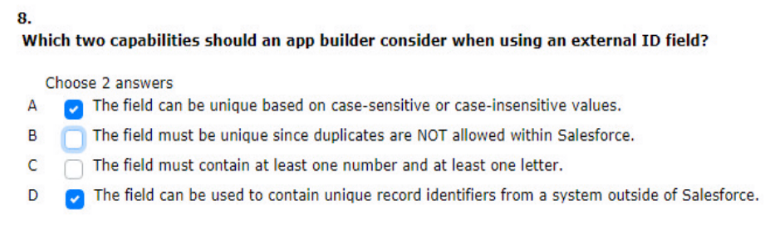 8.
Which two capabilities should an app builder consider when using an external ID field?
Choose 2 answers
A The field can be unique based on case-sensitive or case-insensitive values.
B The field must be unique since duplicates are NOT allowed within Salesforce.
C The field must contain at least one number and at least one letter.
D The field can be used to contain unique record identifiers from a system outside of Salesforce.